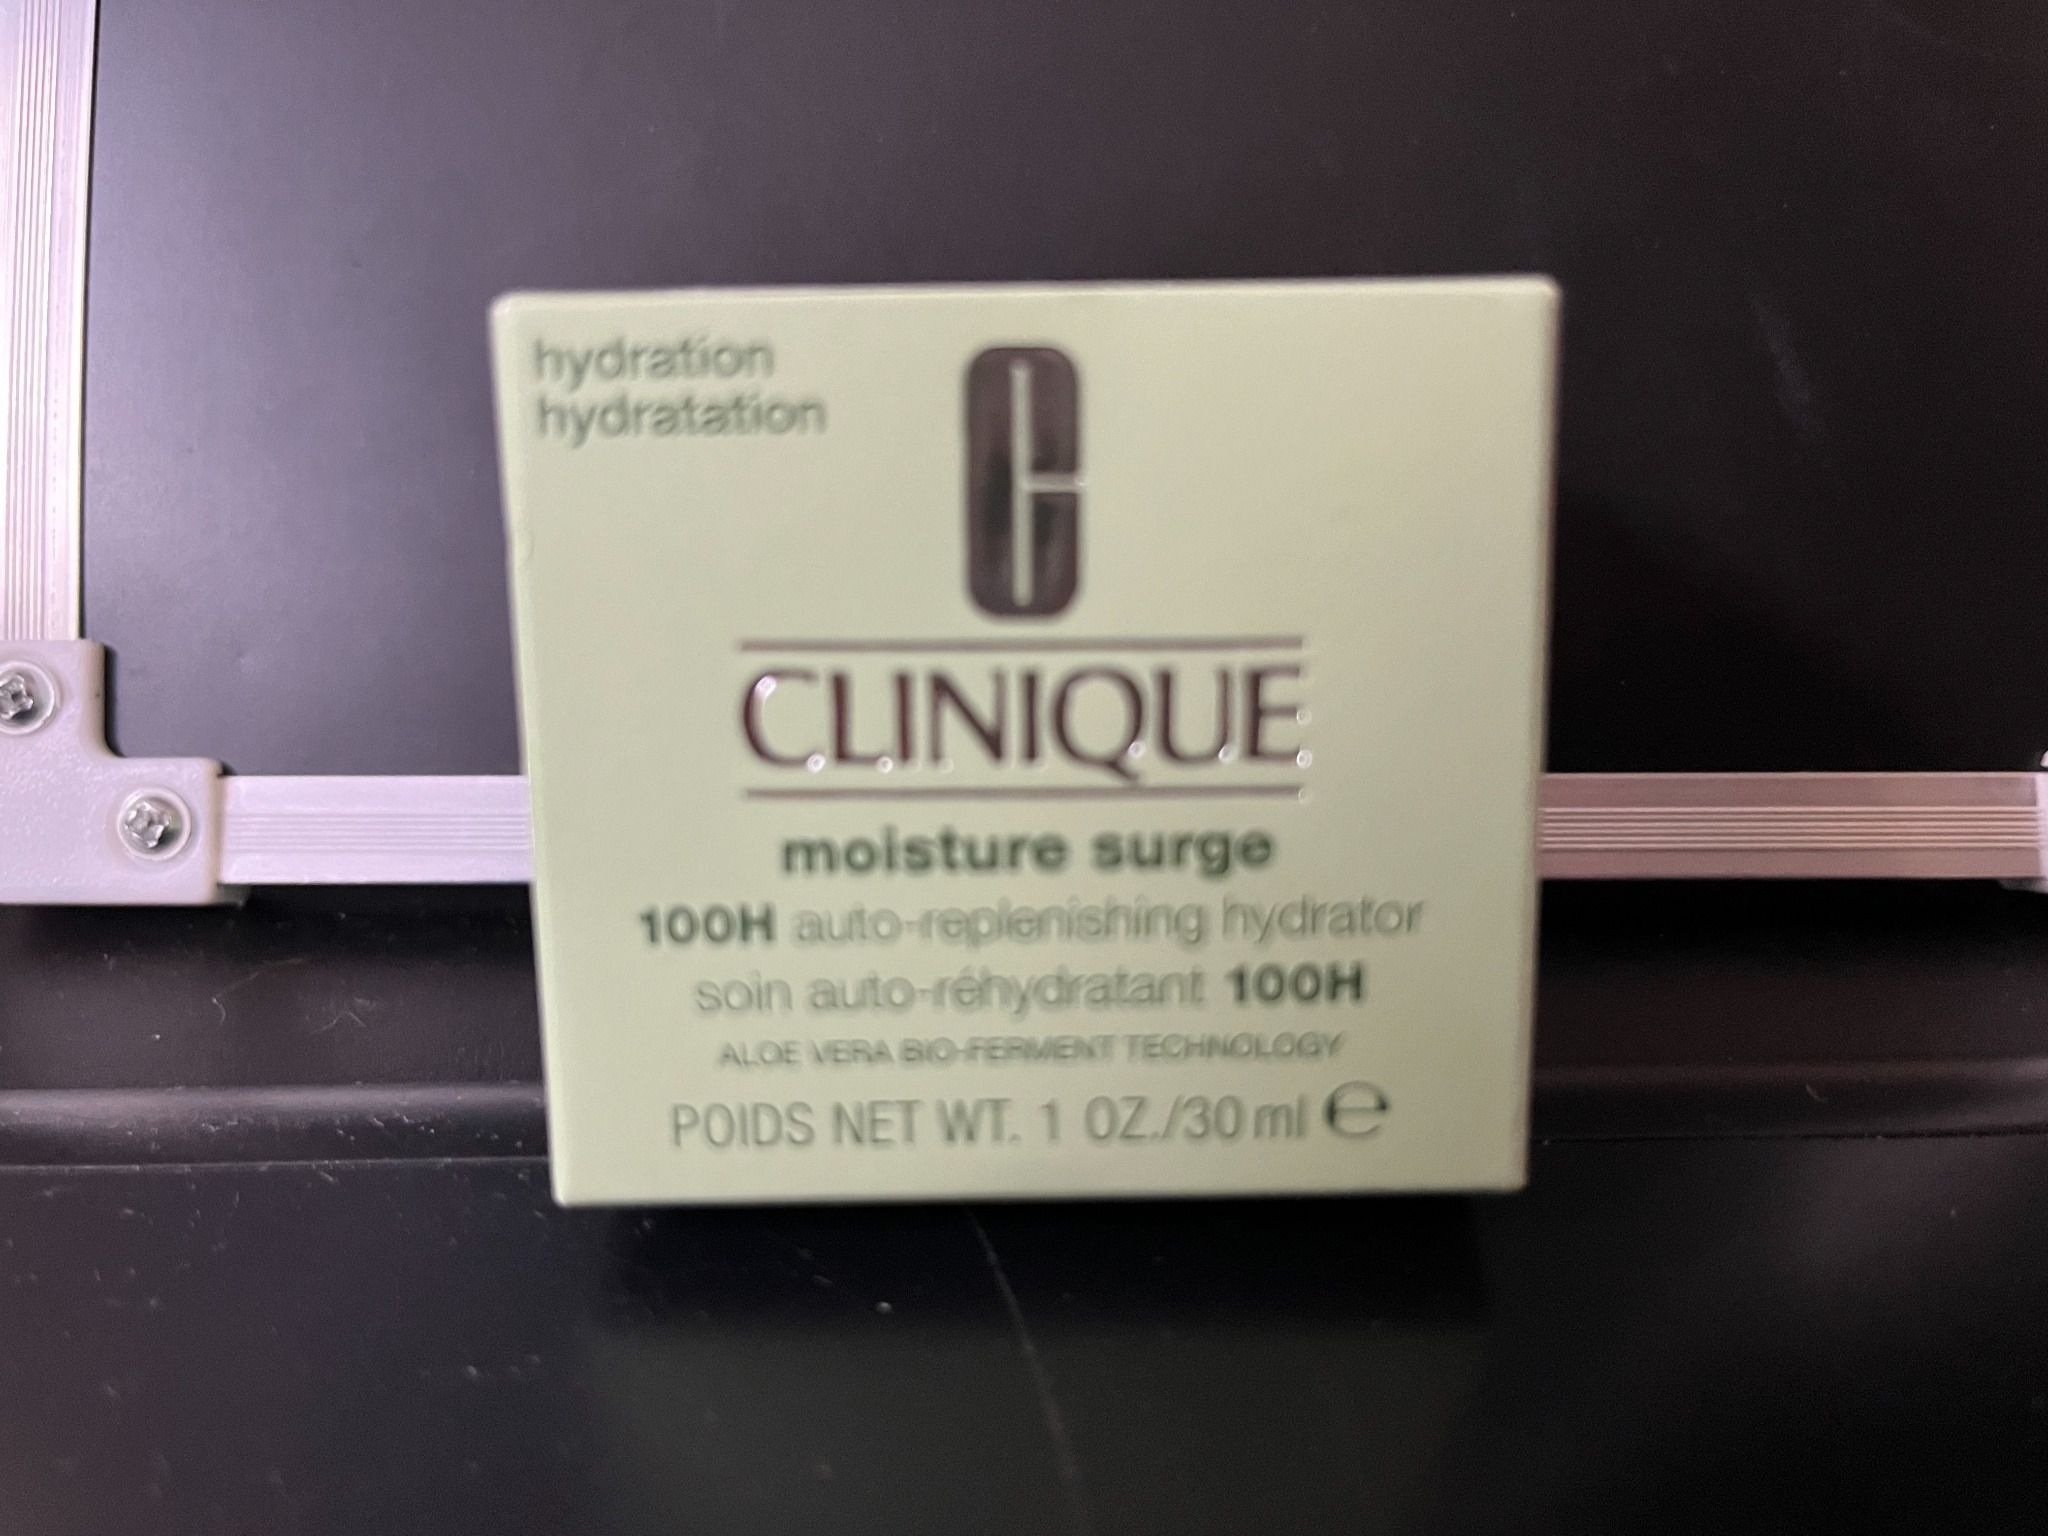 hydration
hydratation
C
CLINIQUE
moisture surge
100H auto-replenishing hydrator
soin auto-réhydratant 100H
ALOE VERA BIO-FERMENT TECHNOLOGY
POIDS NET WT. 1 OZ./30 ml ℮